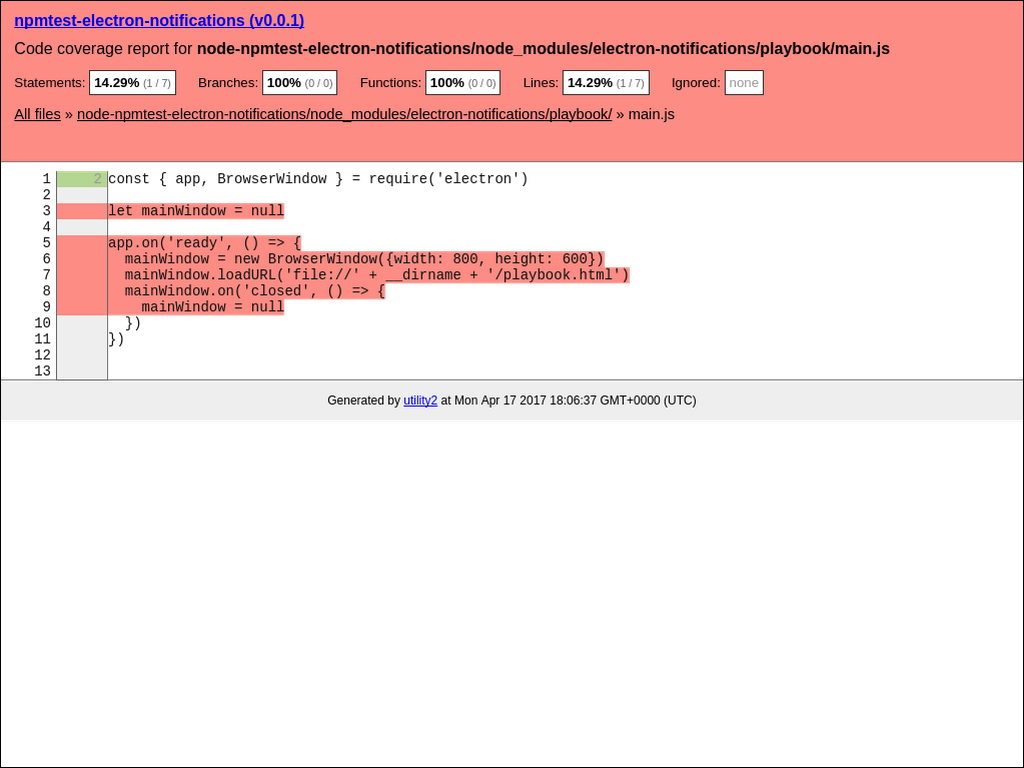 npmtest-electron-notifications (v0.0.1)
Code coverage report for node-npmtest-electron-notifications/node_modules/electron-notifications/playbook/main.js
Statements: 14.29% (1 / 7) Branches: 100% (0 / 0) Functions: 100% (0 / 0) Lines: 14.29% (1 / 7) Ignored: none
All files » node-npmtest-electron-notifications/node_modules/electron-notifications/playbook/ » main.js
1 2 const { app, BrowserWindow } = require('electron')
2
3 let mainWindow = null
4
5 app.on('ready', () => {
6   mainWindow = new BrowserWindow({width: 800, height: 600})
7   mainWindow.loadURL('file://' + __dirname + '/playbook.html')
8   mainWindow.on('closed', () => {
9     mainWindow = null
10   })
11 })
12
13
Generated by utility2 at Mon Apr 17 2017 18:06:37 GMT+0000 (UTC)